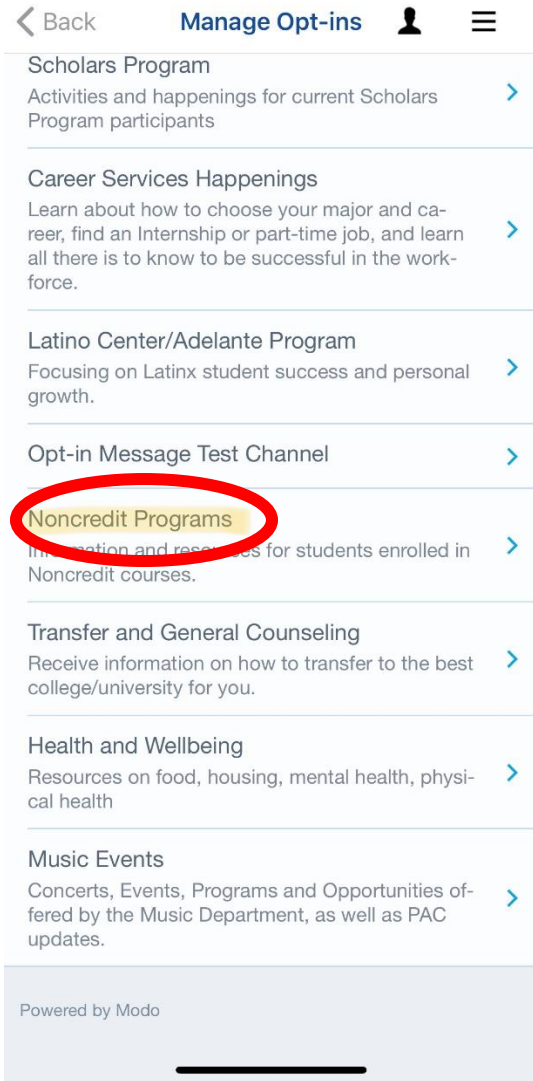 Back Manage Opt-ins
Scholars Program
Activities and happenings for current Scholars
Program participants
Career Services Happenings
Learn about how to choose your major and ca-
reer, find an Internship or part-time job, and learn
all there is to know to be successful in the work-
force.
Latino Center/Adelante Program
Focusing on Latinx student success and personal
growth.
Opt-in Message Test Channel
Noncredit Programs
Information and resources for students enrolled in
Noncredit courses.
Transfer and General Counseling
Receive information on how to transfer to the best
college/university for you.
Health and Wellbeing
Resources on food, housing, mental health, physi-
cal health
Music Events
Concerts, Events, Programs and Opportunities of-
fered by the Music Department, as well as PAC
updates.
Powered by Modo